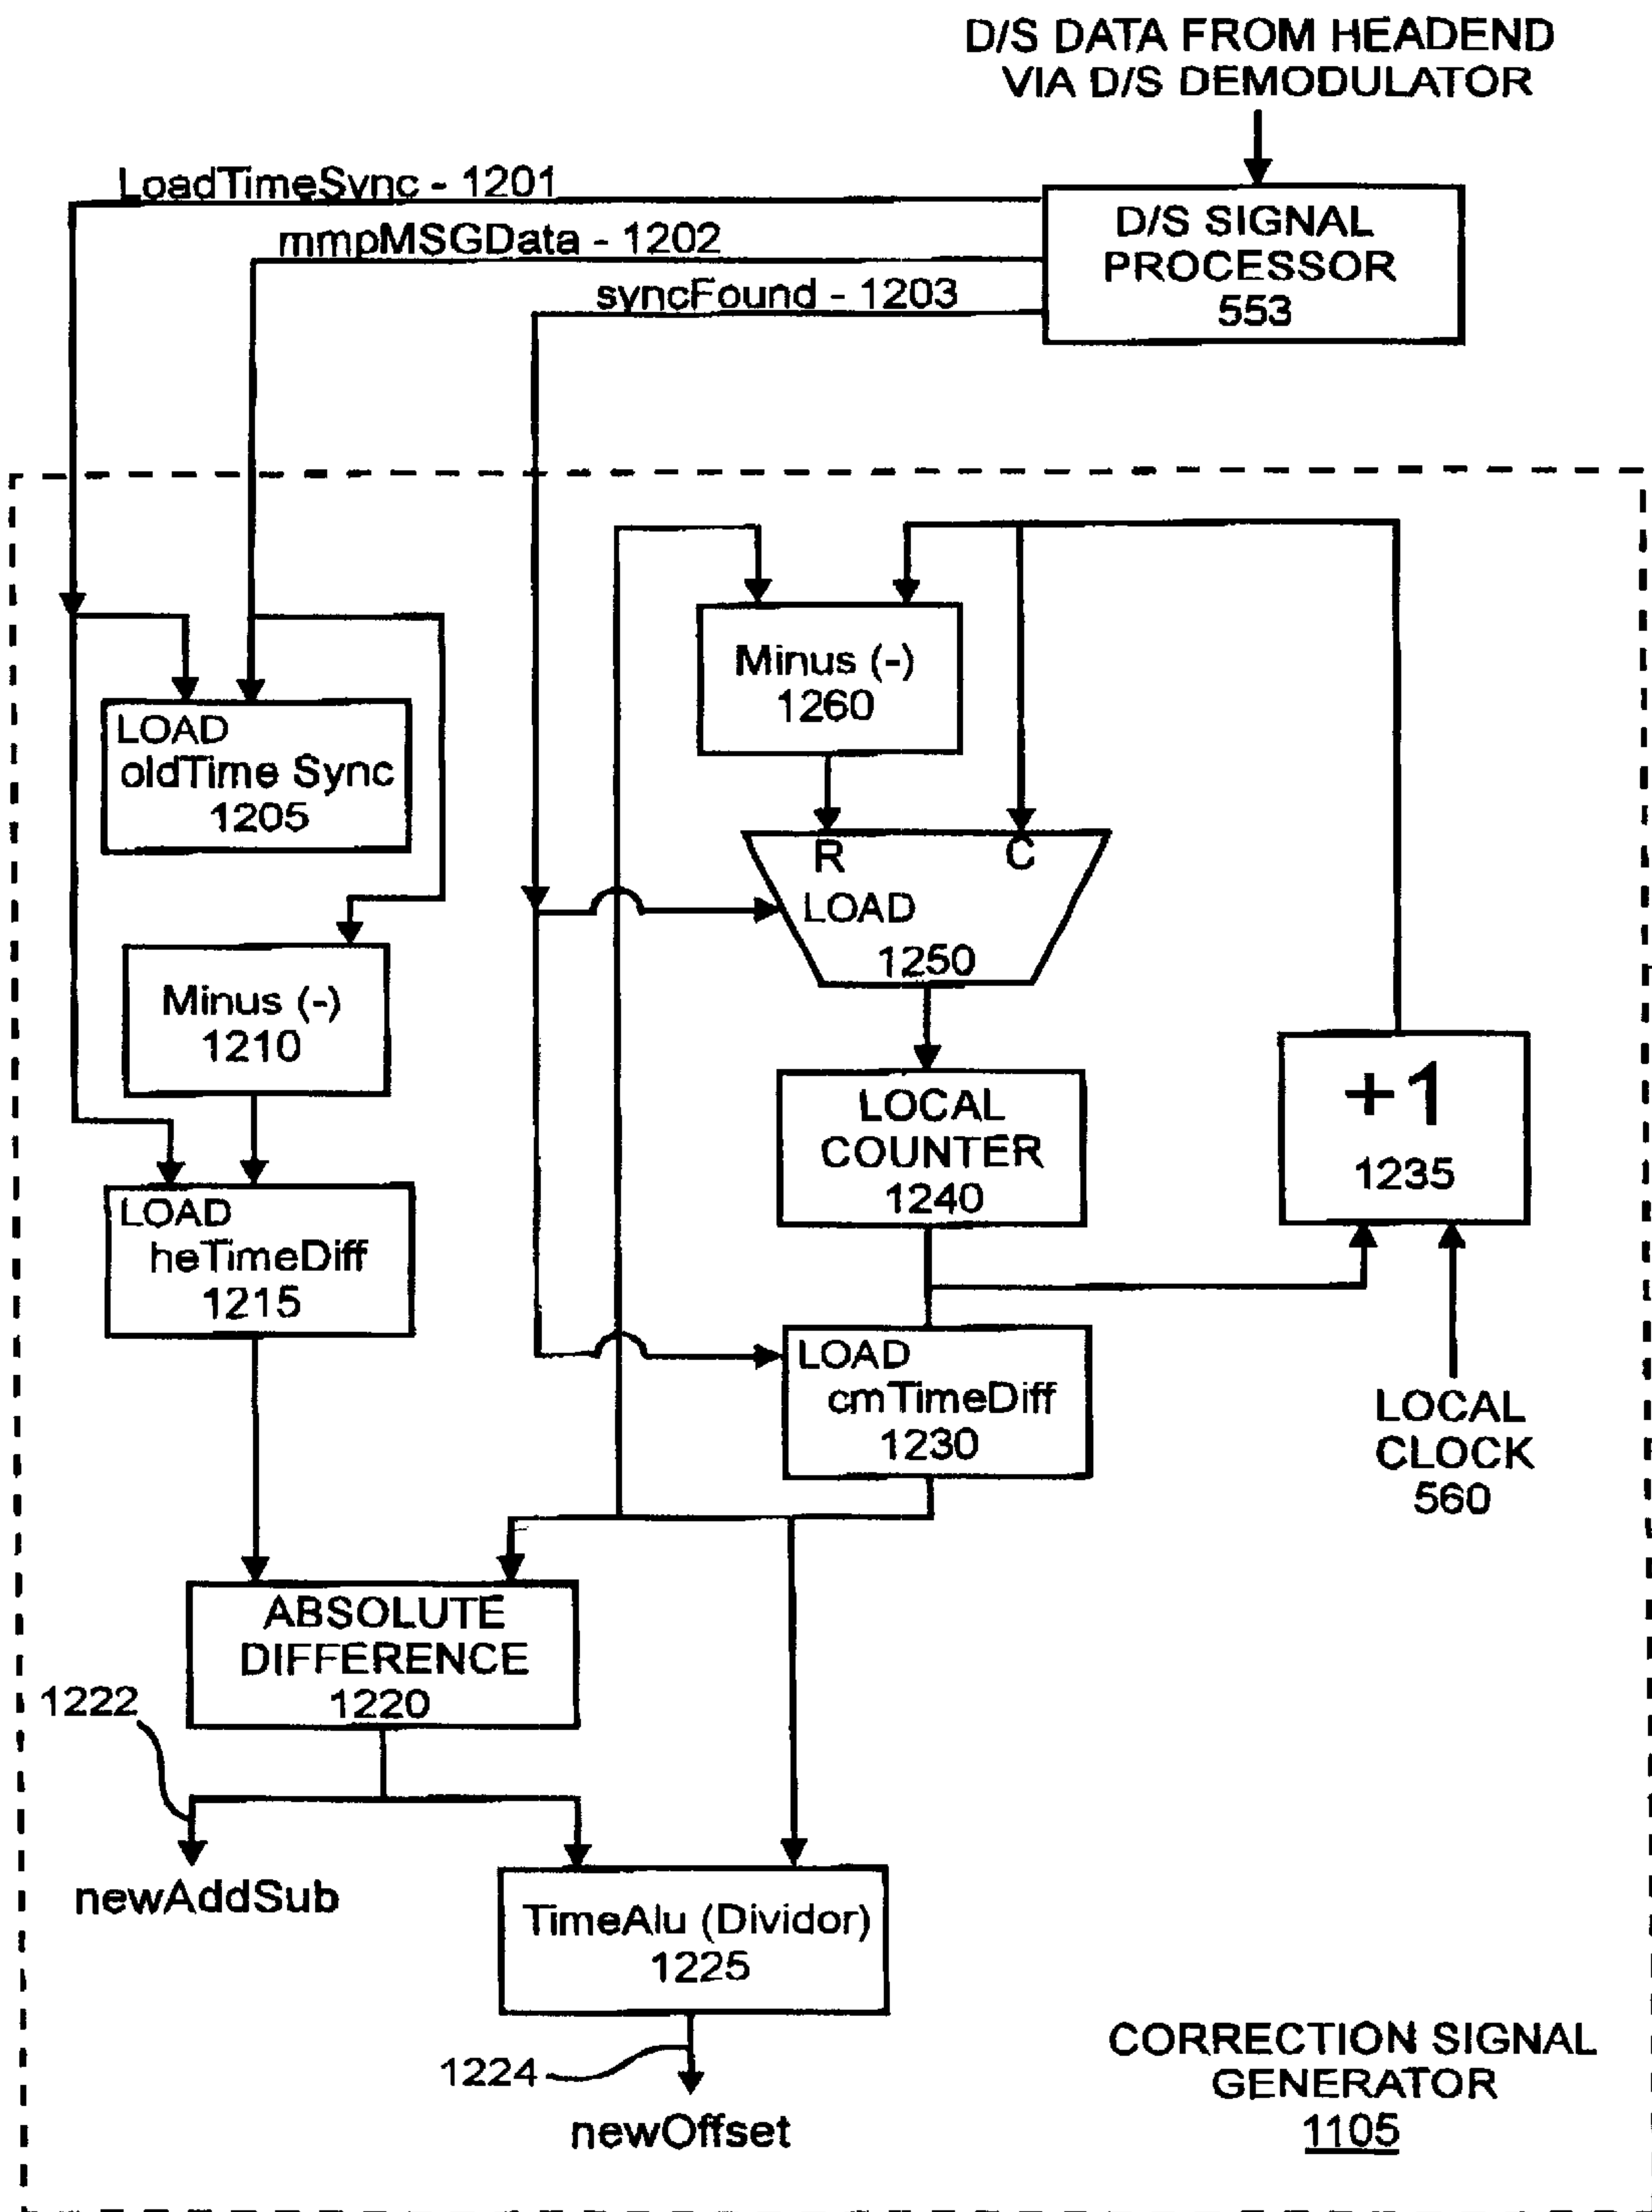 D/S DATA FROM HEADEND
VIA D/S DEMODULATOR
LoadTimeSync - 1201
mmpMSGData - 1202
syncFound - 1203
D/S SIGNAL
PROCESSOR
553
Minus (-)
1260
LOAD
oldTime Sync
1205
R
C
LOAD
1250
Minus (-)
1210
LOCAL
COUNTER
1240
+1
1235
LOAD
heTimeDiff
1215
LOAD
cmTimeDiff
1230
LOCAL
CLOCK
560
ABSOLUTE
DIFFERENCE
1220
1222
newAddSub
TimeAlu (Dividor)
1225
1224
newOffset
CORRECTION SIGNAL
GENERATOR
1105